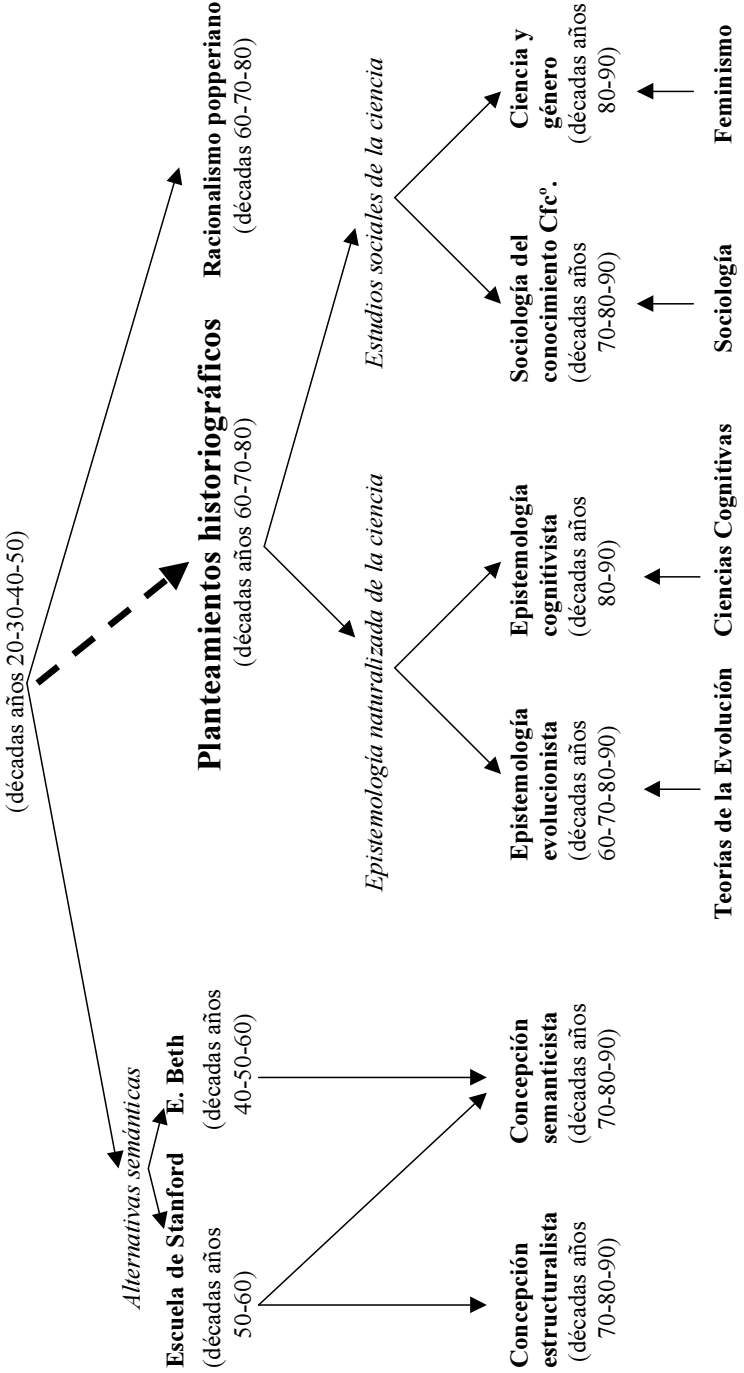 (décadas años 20-30-40-50)
Alternativas semánticas
Escuela de Stanford
(décadas años
50-60)
E. Beth
(décadas años
40-50-60)
Planteamientos historiográficos
(décadas años 60-70-80)
Racionalismo popperiano
(décadas 60-70-80)
Epistemología naturalizada de la ciencia
Estudios sociales de la ciencia
Concepción
estructuralista
(décadas años
70-80-90)
Concepción
semanticista
(décadas años
70-80-90)
Epistemología
evolucionista
(décadas años
60-70-80-90)
Epistemología
cognitivista
(décadas años
80-90)
Sociología del
conocimiento Cfcº.
(décadas años
70-80-90)
Ciencia y
género
(décadas años
80-90)
Teorías de la Evolución
Ciencias Cognitivas
Sociología
Feminismo